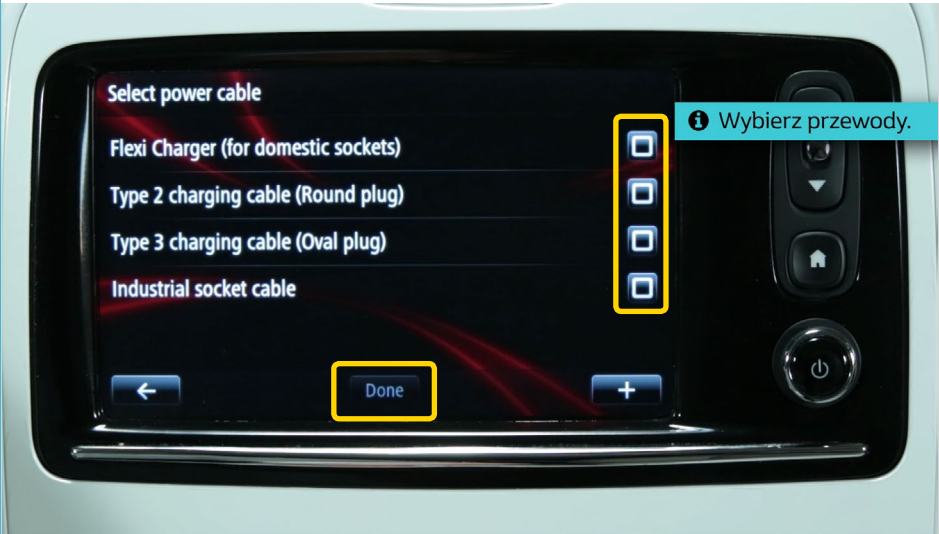 Select power cable
Wybierz przewody.
Flexi Charger (for domestic sockets)
Type 2 charging cable (Round plug)
Type 3 charging cable (Oval plug)
Industrial socket cable
Done